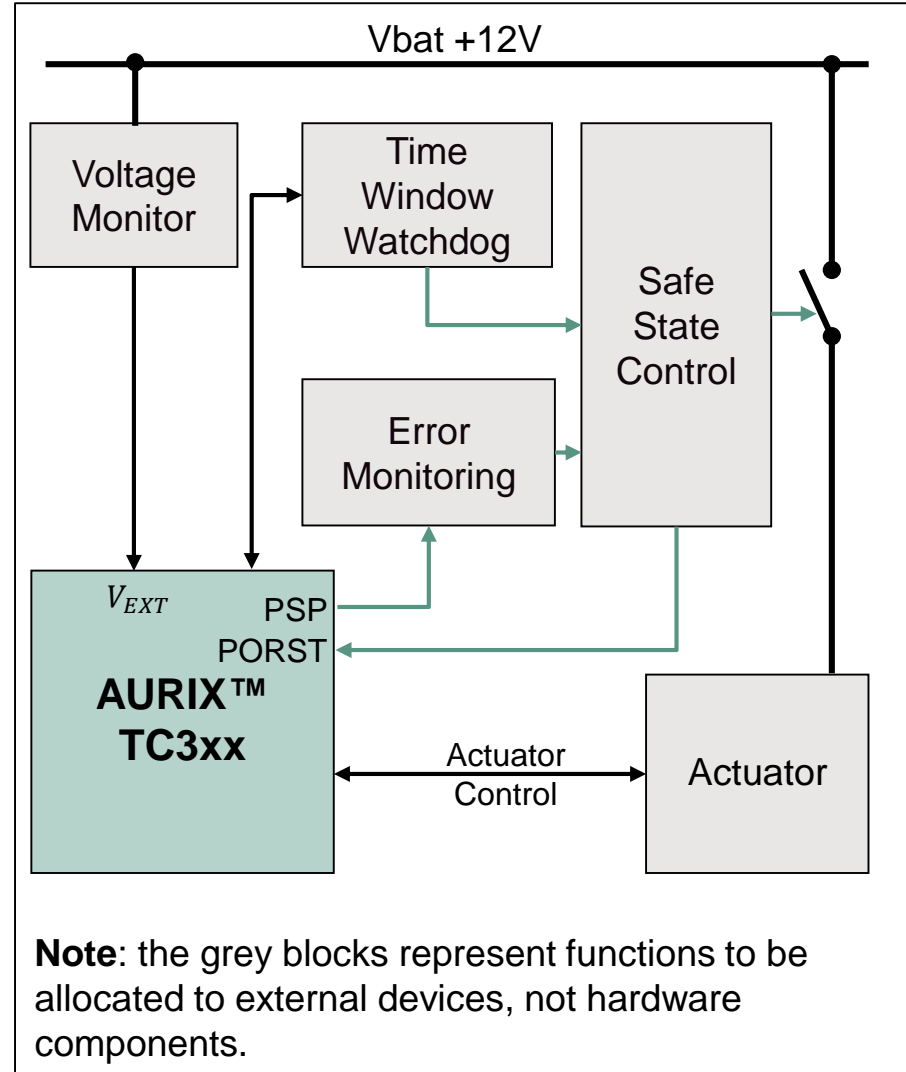 Vbat +12V
Voltage
Monitor
Time
Window
Watchdog
Safe
State
Control
Error
Monitoring
V_EXT
PSP
PORST
AURIX™
TC3xx
Actuator
Control
Actuator
Note: the grey blocks represent functions to be
allocated to external devices, not hardware
components.